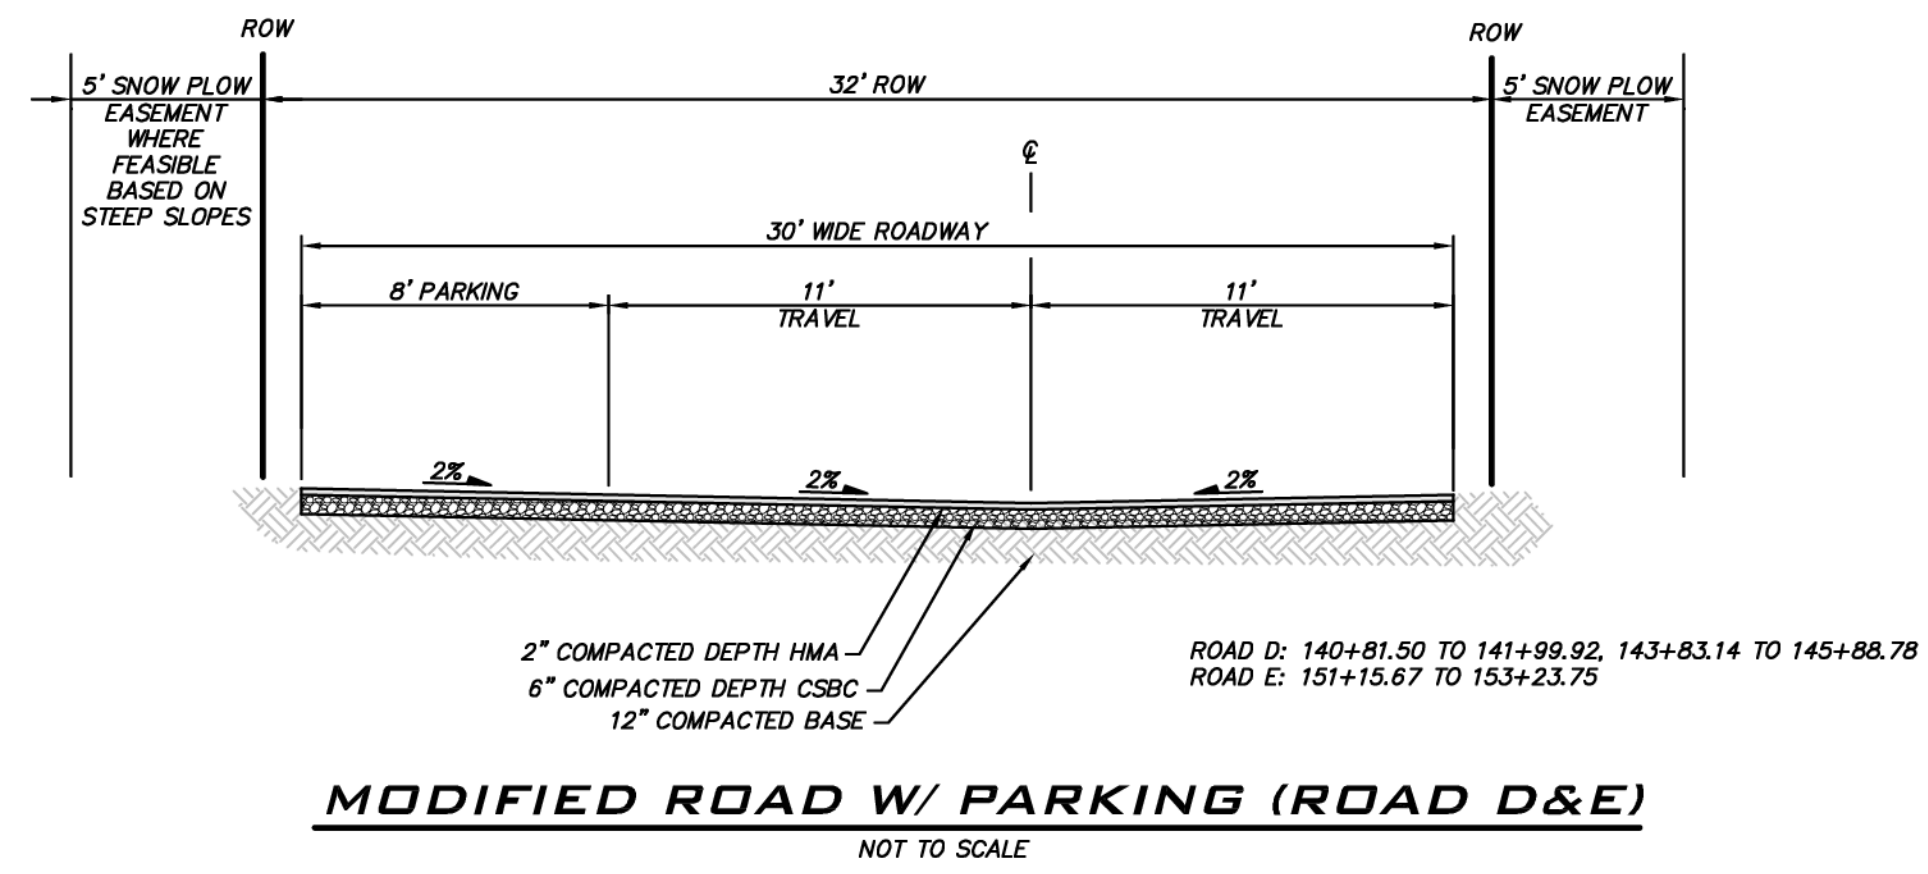 ROW
ROW
5' SNOW PLOW
EASEMENT
WHERE
FEASIBLE
BASED ON
STEEP SLOPES
32' ROW
5' SNOW PLOW
EASEMENT
℄
30' WIDE ROADWAY
8' PARKING
11'
TRAVEL
11'
TRAVEL
2%
2%
2%
2" COMPACTED DEPTH HMA
6" COMPACTED DEPTH CSBC
12" COMPACTED BASE
ROAD D: 140+81.50 TO 141+99.92, 143+83.14 TO 145+88.78
ROAD E: 151+15.67 TO 153+23.75
MODIFIED ROAD W/ PARKING (ROAD D&E)
NOT TO SCALE